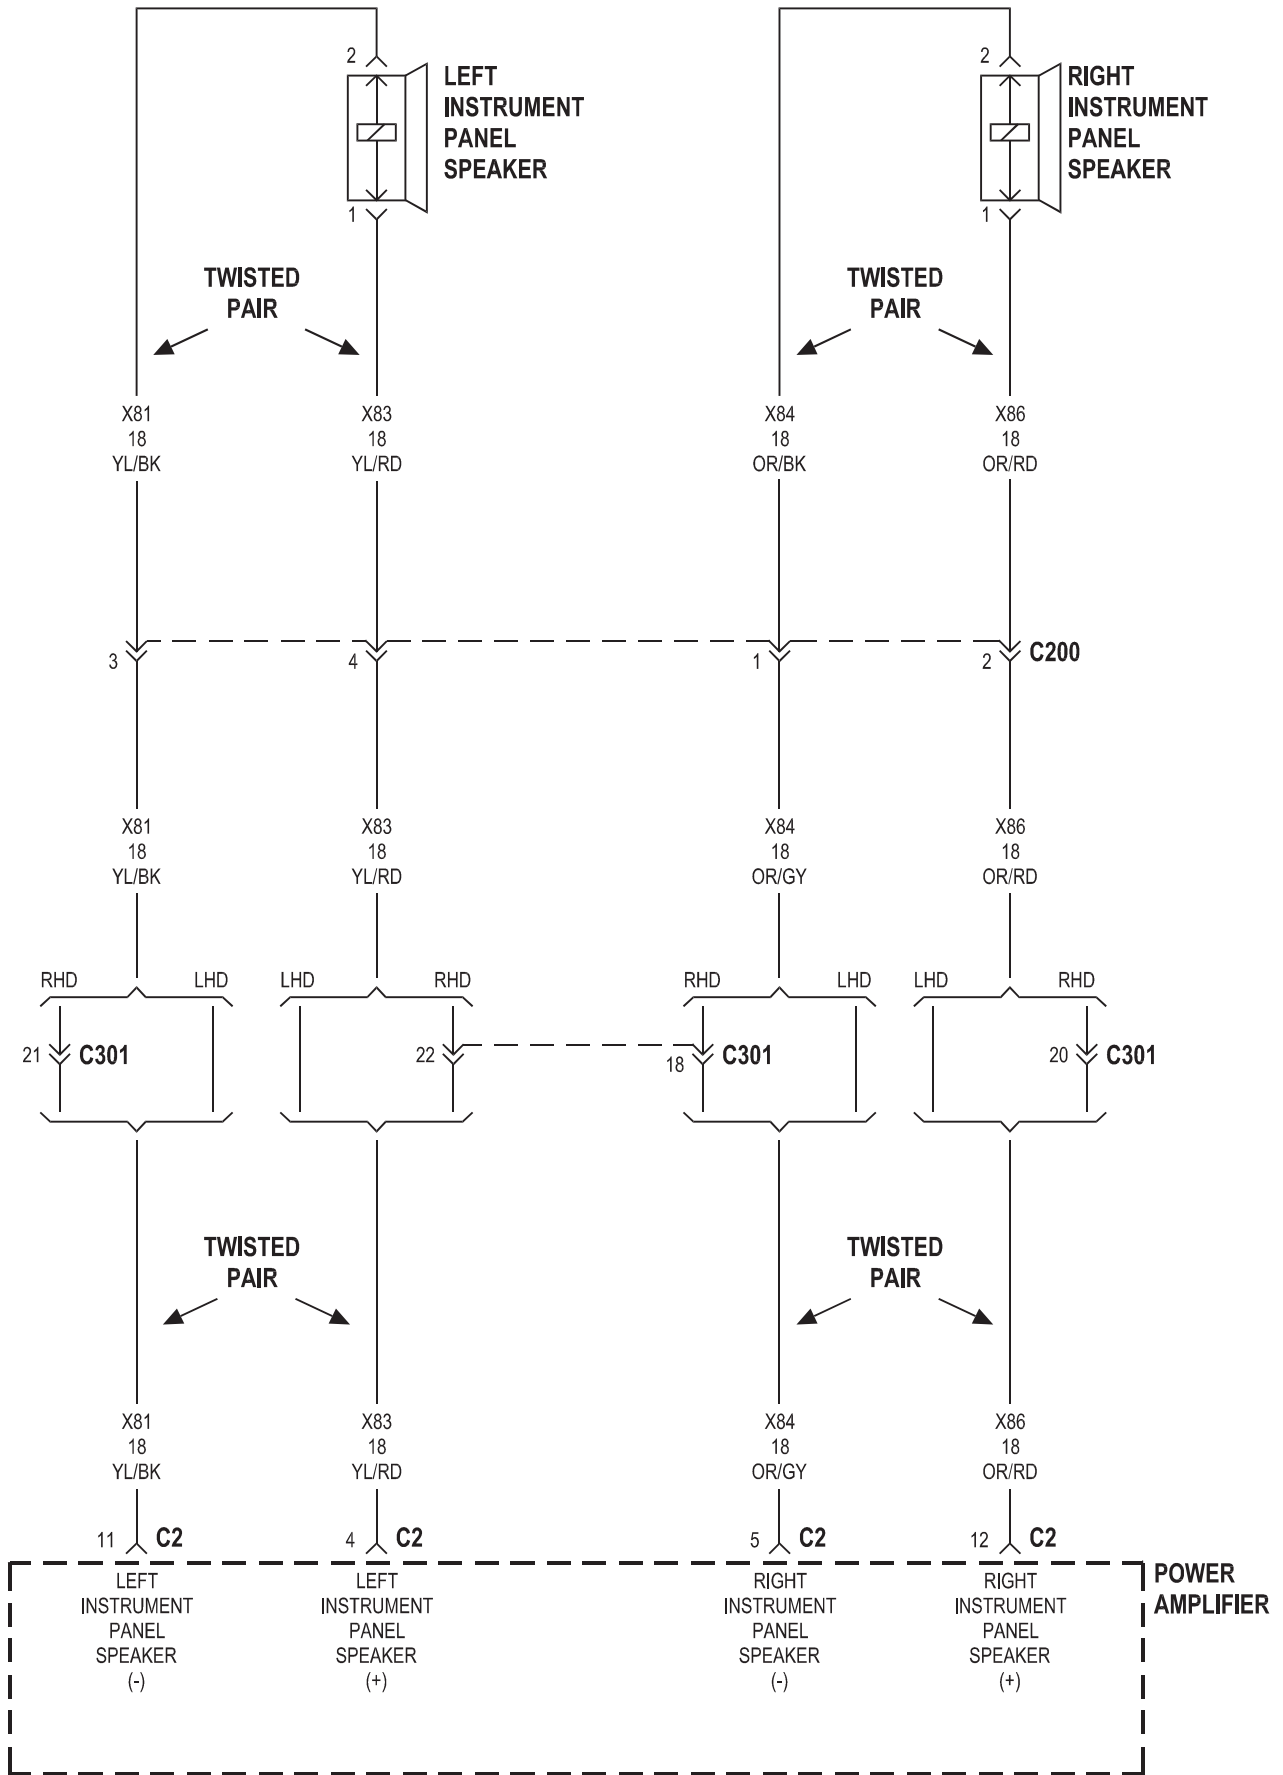 2
LEFT
INSTRUMENT
PANEL
SPEAKER
1
2
RIGHT
INSTRUMENT
PANEL
SPEAKER
1
TWISTED
PAIR
TWISTED
PAIR
X81
18
YL/BK
X83
18
YL/RD
X84
18
OR/BK
X86
18
OR/RD
3
4
1
2
C200
X81
18
YL/BK
X83
18
YL/RD
X84
18
OR/GY
X86
18
OR/RD
RHD
LHD
LHD
RHD
RHD
LHD
LHD
RHD
21
C301
22
18
C301
20
C301
TWISTED
PAIR
TWISTED
PAIR
X81
18
YL/BK
X83
18
YL/RD
X84
18
OR/GY
X86
18
OR/RD
11
C2
4
C2
5
C2
12
C2
LEFT
INSTRUMENT
PANEL
SPEAKER
(-)
LEFT
INSTRUMENT
PANEL
SPEAKER
(+)
RIGHT
INSTRUMENT
PANEL
SPEAKER
(-)
RIGHT
INSTRUMENT
PANEL
SPEAKER
(+)
POWER
AMPLIFIER